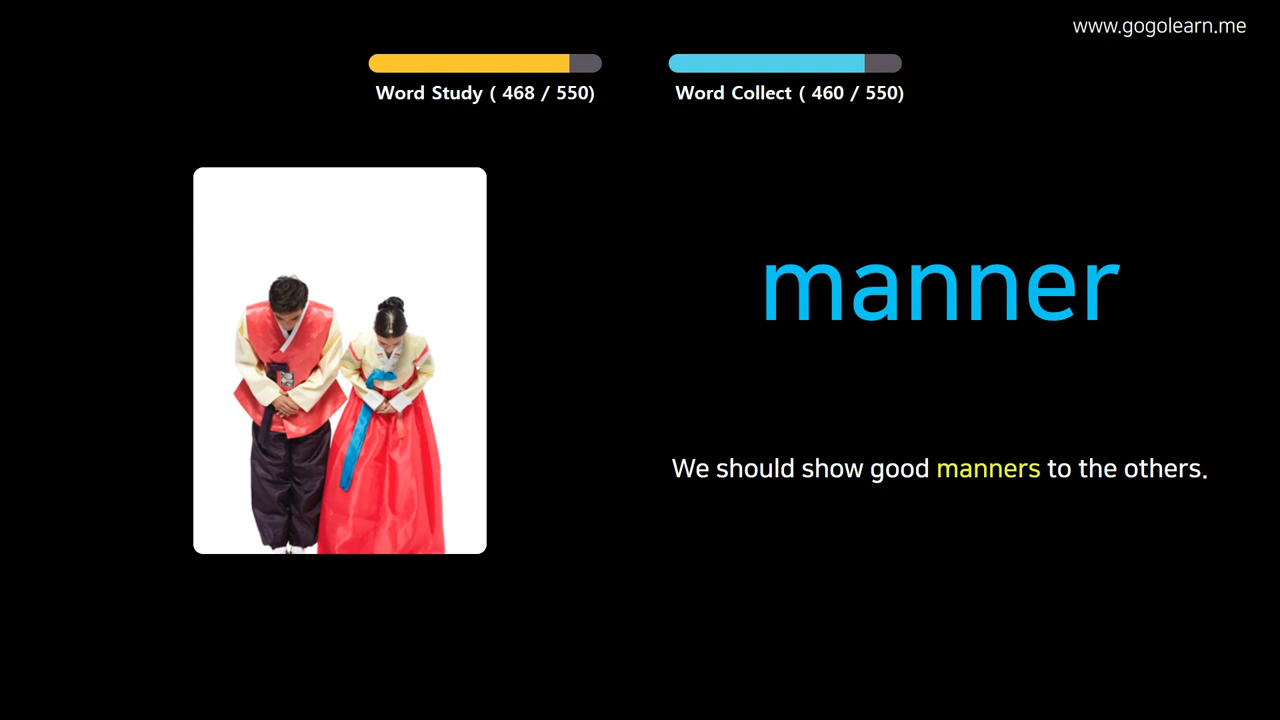 www.gogolearn.me
Word Study ( 468 / 550)
Word Collect ( 460 / 550)
manner
We should show good manners to the others.